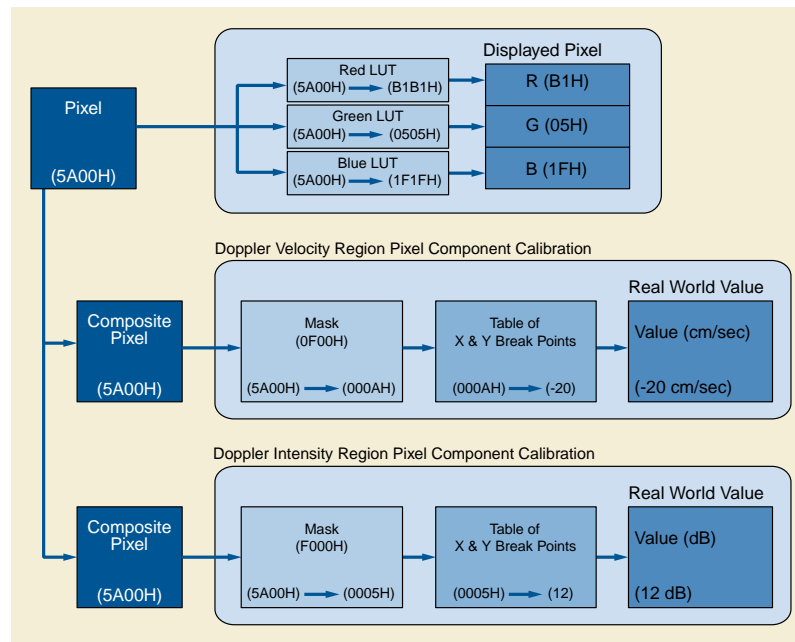 Displayed Pixel
Pixel
(5A00H)
Red LUT
(5A00H) (B1B1H)
R (B1H)
Green LUT
(5A00H) (0505H)
G (05H)
Blue LUT
(5A00H) (1F1FH)
B (1FH)
Doppler Velocity Region Pixel Component Calibration
Real World Value
Composite
Pixel
(5A00H)
Mask
(0F00H)
(5A00H) (000AH)
Table of
X & Y Break Points
(000AH) (-20)
Value (cm/sec)
(-20 cm/sec)
Doppler Intensity Region Pixel Component Calibration
Real World Value
Composite
Pixel
(5A00H)
Mask
(F000H)
(5A00H) (0005H)
Table of
X & Y Break Points
(0005H) (12)
Value (dB)
(12 dB)